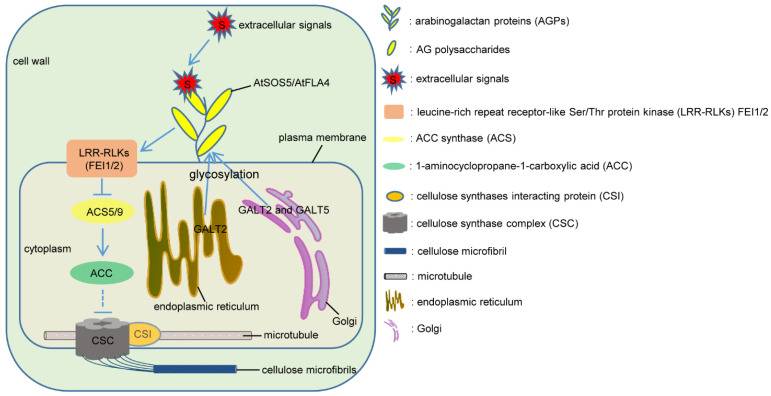 S
extracellular signals
cell wall
S
AtSOS5/AtFLA4
plasma membrane
LRR-RLKs
(FEI1/2)
glycosylation
ACS5/9
GALT2 and GALT5
GALT2
cytoplasm
ACC
endoplasmic reticulum
Golgi
CSC
CSI
microtubule
cellulose microfibrils
: arabinogalactan proteins (AGPs)
: AG polysaccharides
S
: extracellular signals
: leucine-rich repeat receptor-like Ser/Thr protein kinase (LRR-RLKs) FEI1/2
: ACC synthase (ACS)
: 1-aminocyclopropane-1-carboxylic acid (ACC)
: cellulose synthases interacting protein (CSI)
: cellulose synthase complex (CSC)
: cellulose microfibril
: microtubule
: endoplasmic reticulum
: Golgi